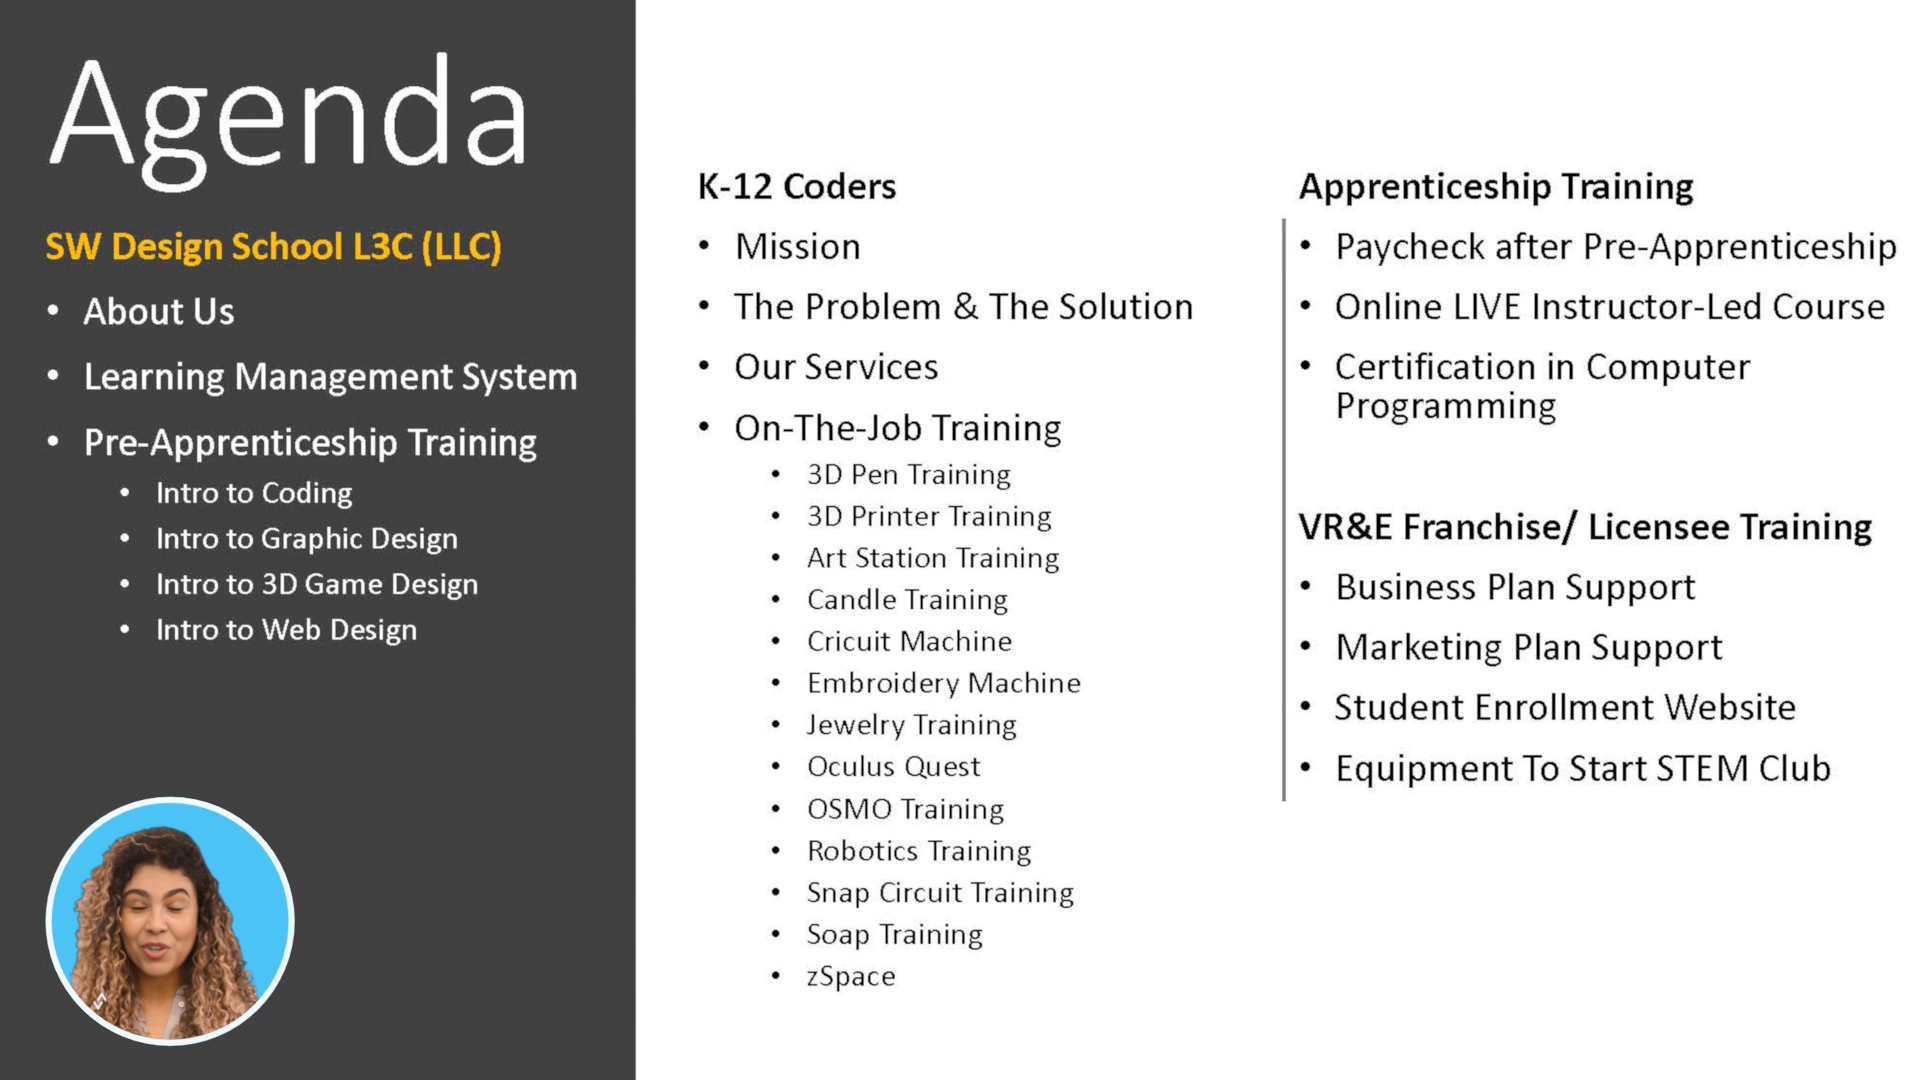 Agenda
SW Design School L3C (LLC)
• About Us
• Learning Management System
• Pre-Apprenticeship Training
• Intro to Coding
• Intro to Graphic Design
• Intro to 3D Game Design
• Intro to Web Design
K-12 Coders
• Mission
• The Problem & The Solution
• Our Services
• On-The-Job Training
• 3D Pen Training
• 3D Printer Training
• Art Station Training
• Candle Training
• Cricuit Machine
• Embroidery Machine
• Jewelry Training
• Oculus Quest
• OSMO Training
• Robotics Training
• Snap Circuit Training
• Soap Training
• zSpace
Apprenticeship Training
• Paycheck after Pre-Apprenticeship
• Online LIVE Instructor-Led Course
• Certification in Computer
Programming
VR&E Franchise/ Licensee Training
• Business Plan Support
• Marketing Plan Support
• Student Enrollment Website
• Equipment To Start STEM Club